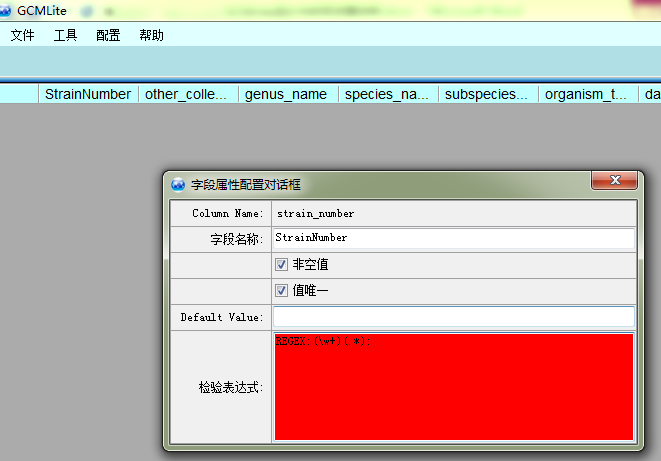 GCMLite
文件 工具 配置 帮助
StrainNumber other_colle... genus_name species_na... subspecies... organism_t... da
字段属性配置对话框
Column Name: strain_number
字段名称: StrainNumber
非空值
值唯一
Default Value:
REGEX:(\w+)( *);
检验表达式: